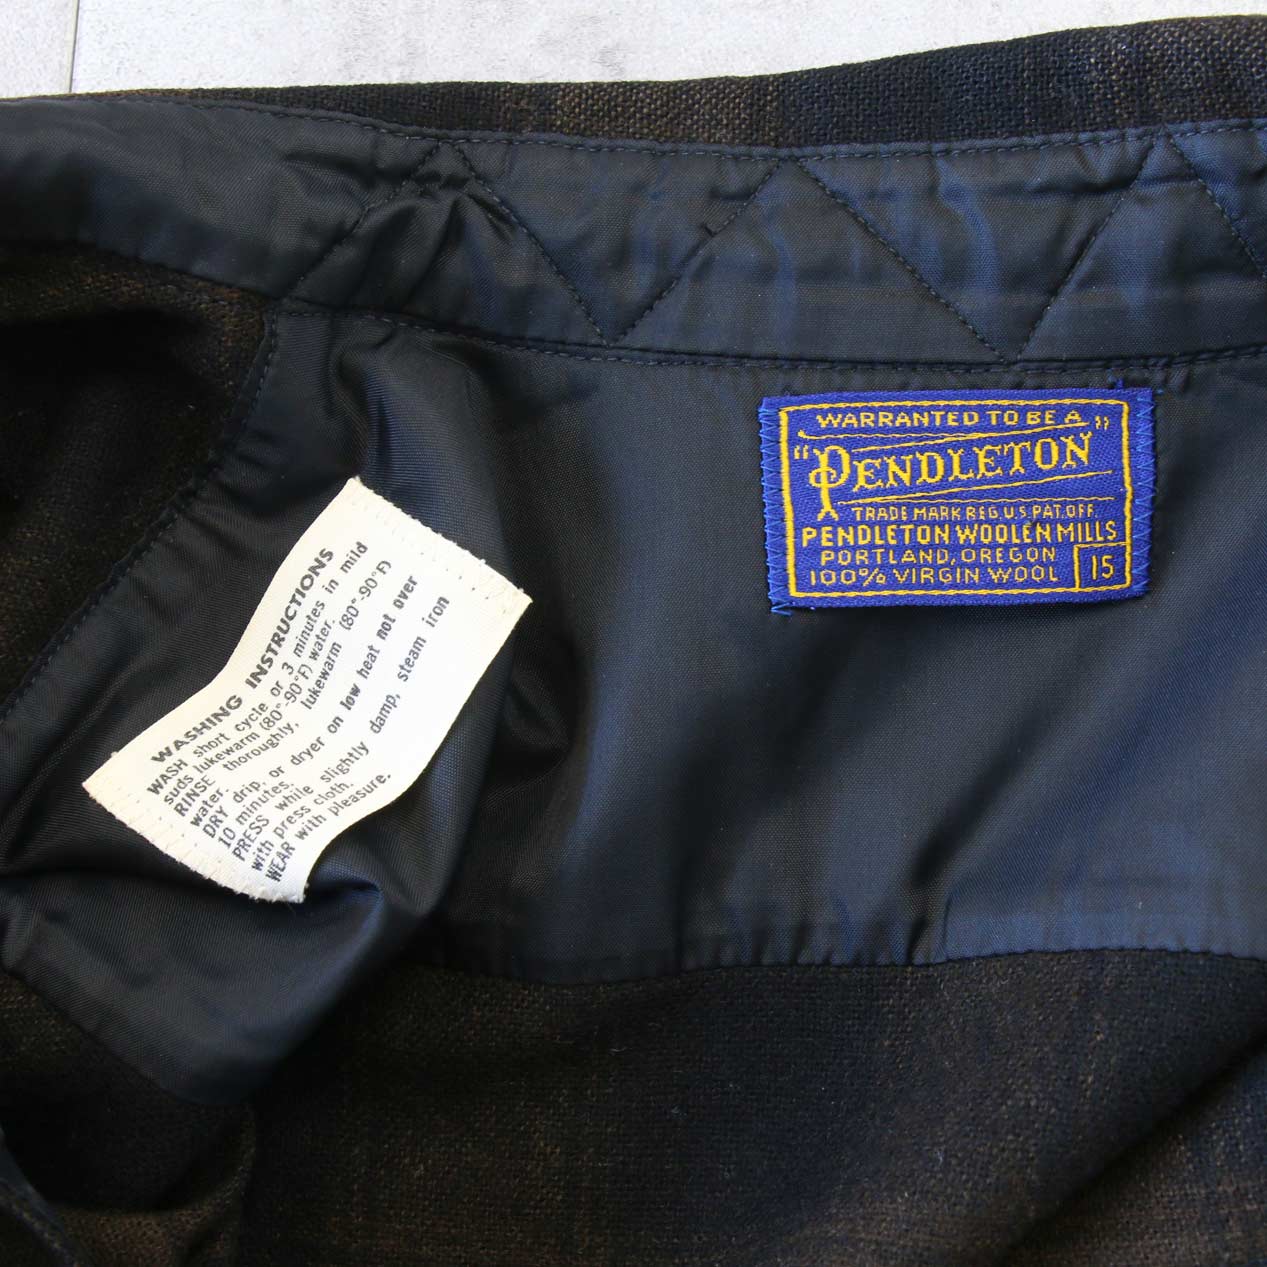 WARRANTED TO BE A
"PENDLETON"
TRADE MARK REG. U.S. PAT. OFF.
PENDLETON WOOLEN MILLS
PORTLAND, OREGON
100% VIRGIN WOOL 15
WASHING INSTRUCTIONS
WASH short cycle or 3 minutes in mild
suds lukewarm (80°-90°F) water.
RINSE thoroughly, lukewarm (80°-90°F)
water.
DRY drip, or dryer on low heat not over
10 minutes.
PRESS while slightly damp, steam iron
with press cloth.
WEAR with pleasure.